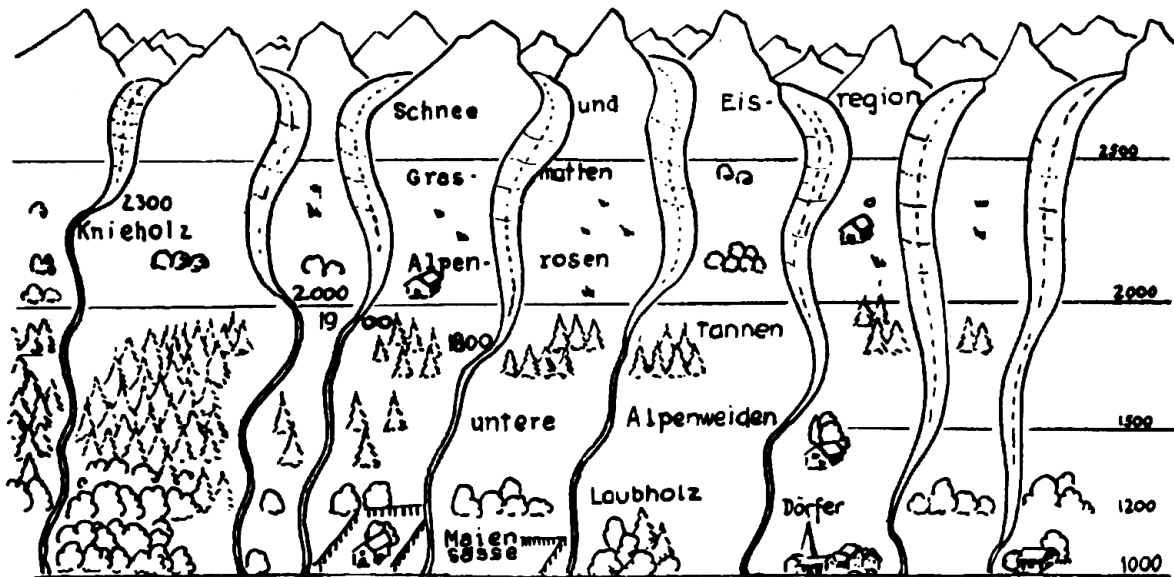 Schnee und Eis- region
2500
Gras- matten
2300
Knieholz
Alpen- rosen
2.000 2000
19 00 Tannen
1800
untere Alpenweiden 1500
Laubholz Dörfer 1200
Maien
sässe
1000